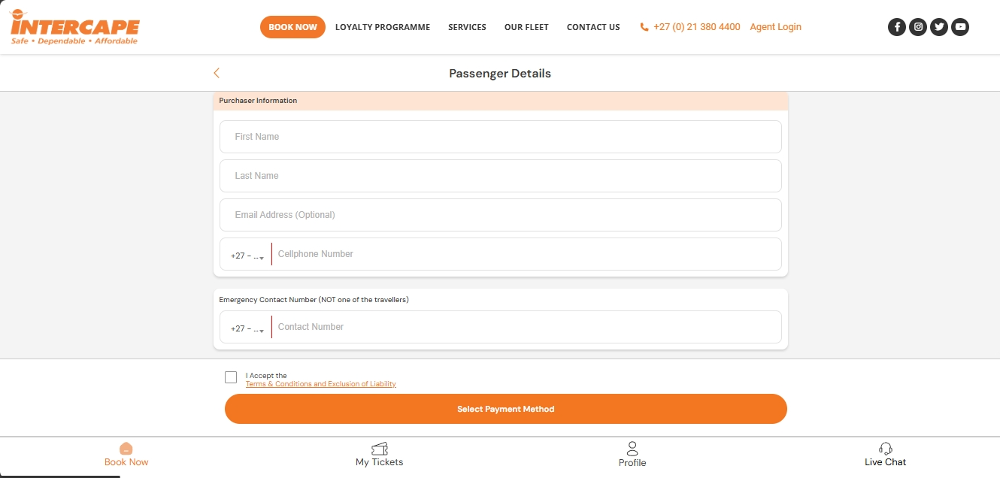 INTERCAPE
Safe • Dependable • Affordable
BOOK NOW LOYALTY PROGRAMME SERVICES OUR FLEET CONTACT US +27 (0) 21 380 4400 Agent Login
Passenger Details
Purchaser Information
First Name
Last Name
Email Address (Optional)
+27 - ... Cellphone Number
Emergency Contact Number (NOT one of the travellers)
+27 - ... Contact Number
I Accept the
Terms & Conditions and Exclusion of Liability
Select Payment Method
Book Now My Tickets Profile Live Chat